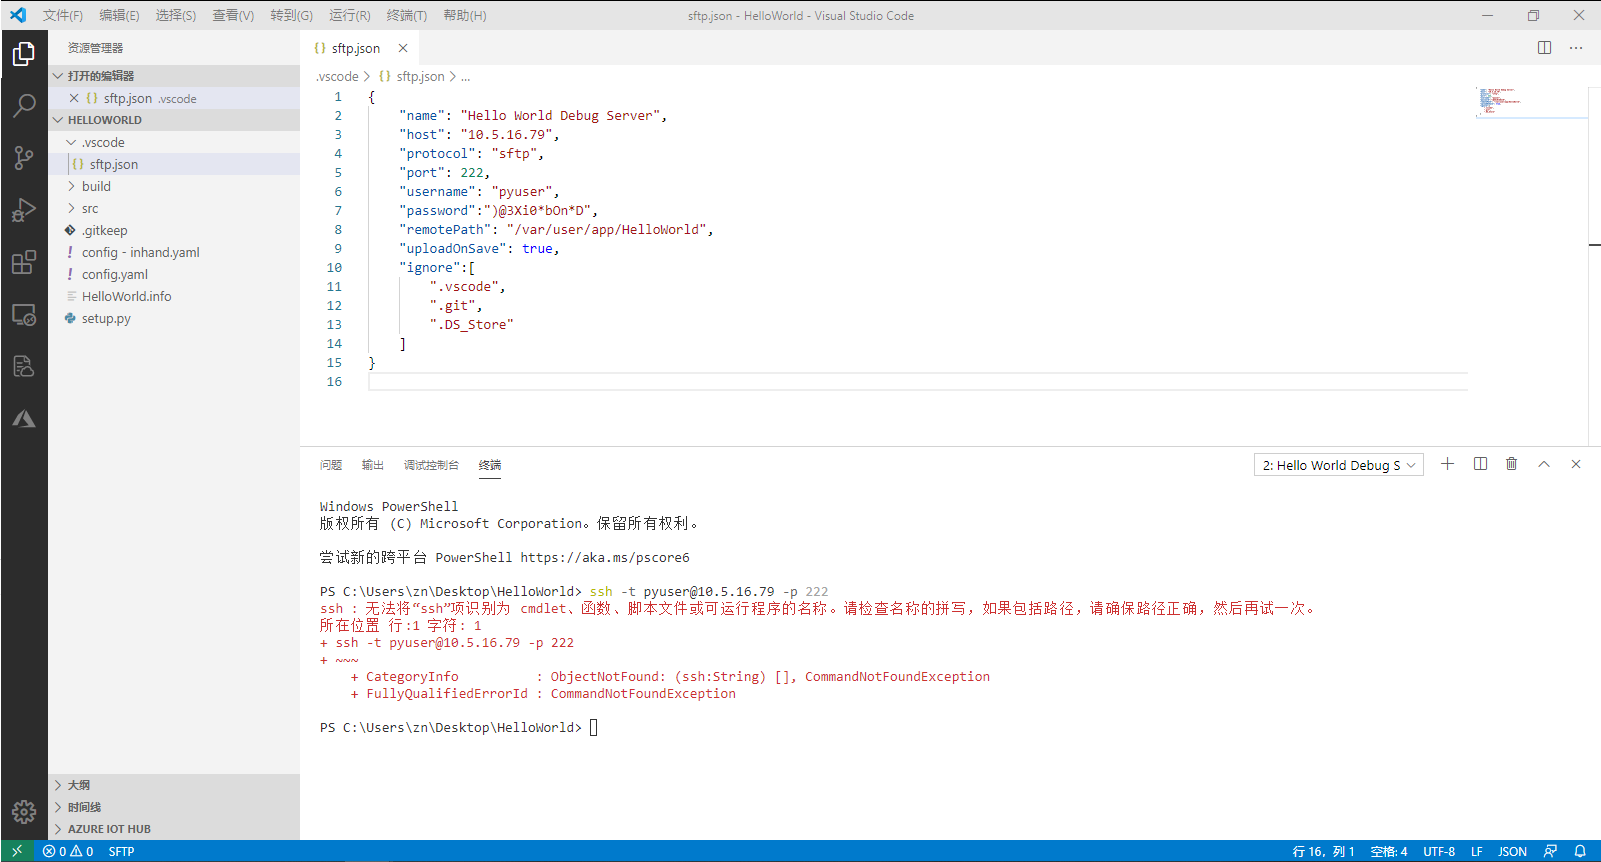 文件(F) 编辑(E) 选择(S) 查看(V) 转到(G) 运行(R) 终端(T) 帮助(H) sftp.json - HelloWorld - Visual Studio Code
资源管理器
打开的编辑器
sftp.json .vscode
HELLOWORLD
.vscode
sftp.json
build
src
.gitkeep
config - inhand.yaml
config.yaml
HelloWorld.info
setup.py
大纲
时间线
AZURE IOT HUB
sftp.json
.vscode > {} sftp.json > ...
1 {
2 "name": "Hello World Debug Server",
3 "host": "10.5.16.79",
4 "protocol": "sftp",
5 "port": 222,
6 "username": "pyuser",
7 "password":")@3Xi0*bOn*D",
8 "remotePath": "/var/user/app/HelloWorld",
9 "uploadOnSave": true,
10 "ignore":[
11 ".vscode",
12 ".git",
13 ".DS_Store"
14 ]
15 }
16
问题 输出 调试控制台 终端 2: Hello World Debug S
Windows PowerShell
版权所有 (C) Microsoft Corporation。保留所有权利。
尝试新的跨平台 PowerShell https://aka.ms/pscore6
PS C:\Users\zn\Desktop\HelloWorld> ssh -t pyuser@10.5.16.79 -p 222
ssh : 无法将“ssh”项识别为 cmdlet、函数、脚本文件或可运行程序的名称。请检查名称的拼写，如果包括路径，请确保路径正确，然后再试一次。
所在位置 行:1 字符: 1
+ ssh -t pyuser@10.5.16.79 -p 222
+ ~~~
+ CategoryInfo : ObjectNotFound: (ssh:String) [], CommandNotFoundException
+ FullyQualifiedErrorId : CommandNotFoundException
PS C:\Users\zn\Desktop\HelloWorld>
0 0 SFTP 行 16，列 1 空格: 4 UTF-8 LF JSON